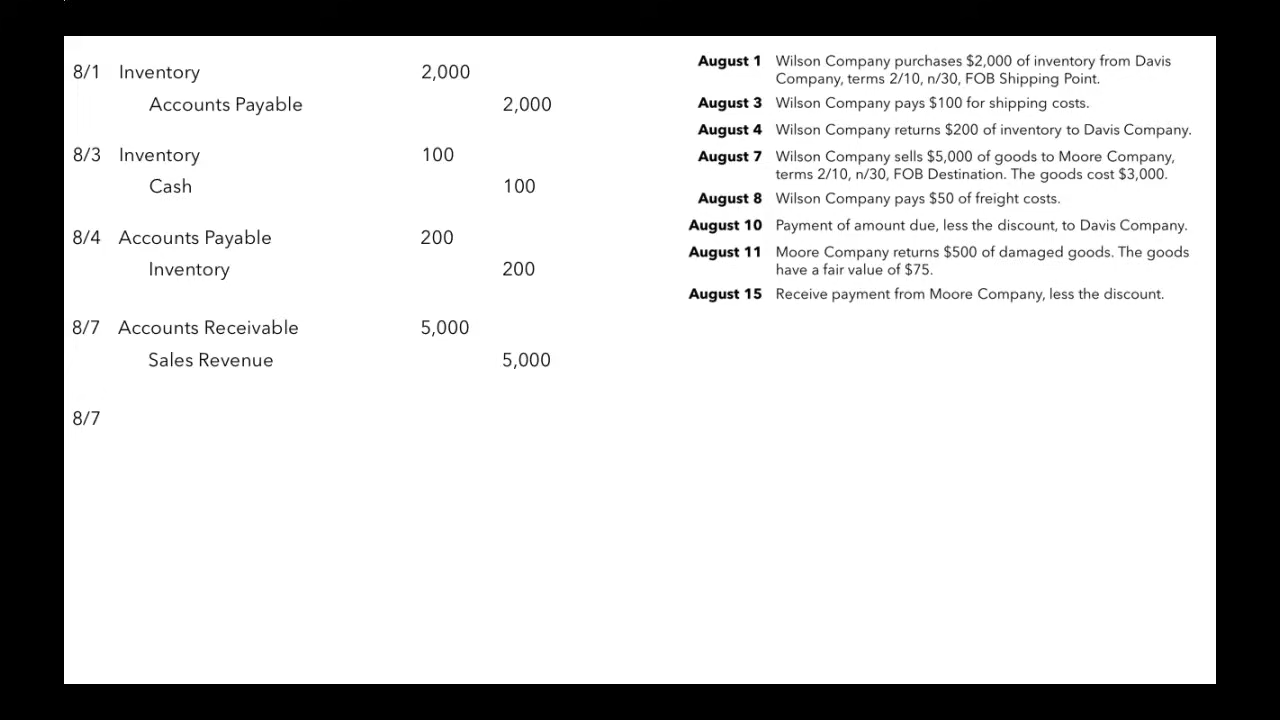 8/1 Inventory 2,000
Accounts Payable 2,000
8/3 Inventory 100
Cash 100
8/4 Accounts Payable 200
Inventory 200
8/7 Accounts Receivable 5,000
Sales Revenue 5,000
8/7
August 1 Wilson Company purchases $2,000 of inventory from Davis
Company, terms 2/10, n/30, FOB Shipping Point.
August 3 Wilson Company pays $100 for shipping costs.
August 4 Wilson Company returns $200 of inventory to Davis Company.
August 7 Wilson Company sells $5,000 of goods to Moore Company,
terms 2/10, n/30, FOB Destination. The goods cost $3,000.
August 8 Wilson Company pays $50 of freight costs.
August 10 Payment of amount due, less the discount, to Davis Company.
August 11 Moore Company returns $500 of damaged goods. The goods
have a fair value of $75.
August 15 Receive payment from Moore Company, less the discount.